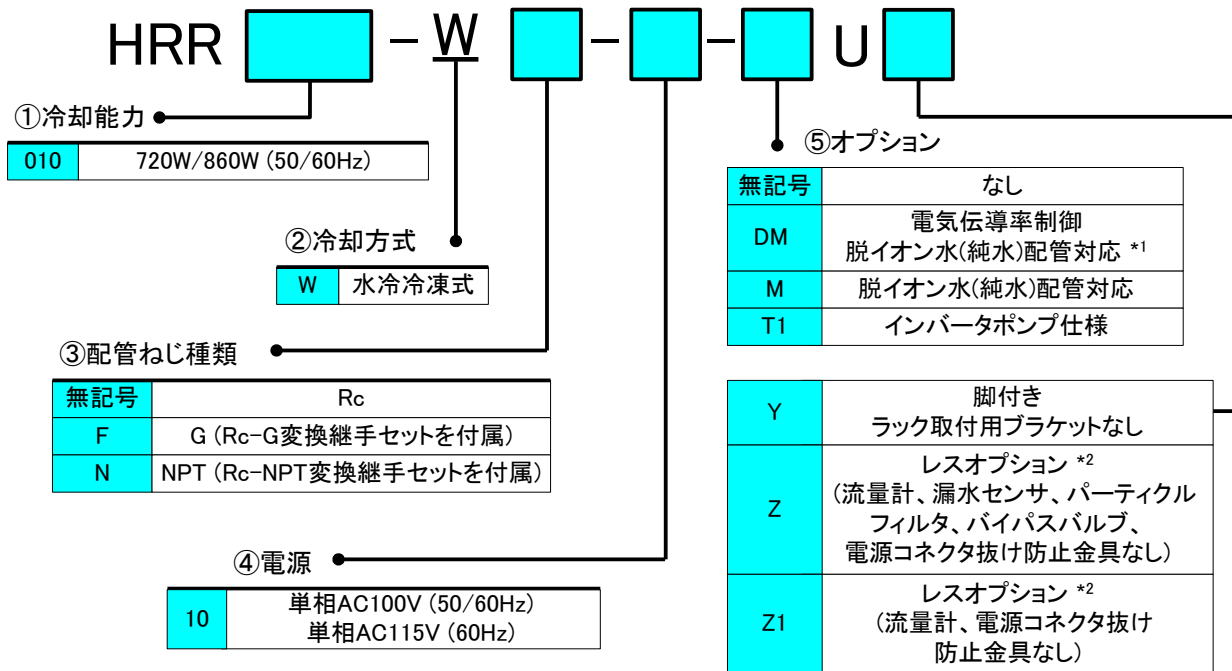 HRR - W - - U
①冷却能力
010 720W/860W (50/60Hz)
②冷却方式
W 水冷冷凍式
③配管ねじ種類
無記号 Rc
F G (Rc-G変換継手セットを付属)
N NPT (Rc-NPT変換継手セットを付属)
④電源
10 単相AC100V (50/60Hz)
単相AC115V (60Hz)
⑤オプション
無記号 なし
DM 電気伝導率制御
脱イオン水(純水)配管対応 *1
M 脱イオン水(純水)配管対応
T1 インバータポンプ仕様
Y 脚付き
ラック取付用ブラケットなし
Z レスオプション *2
(流量計、漏水センサ、パーティクル
フィルタ、バイパスバルブ、
電源コネクタ抜け防止金具なし)
Z1 レスオプション *2
(流量計、電源コネクタ抜け
防止金具なし)